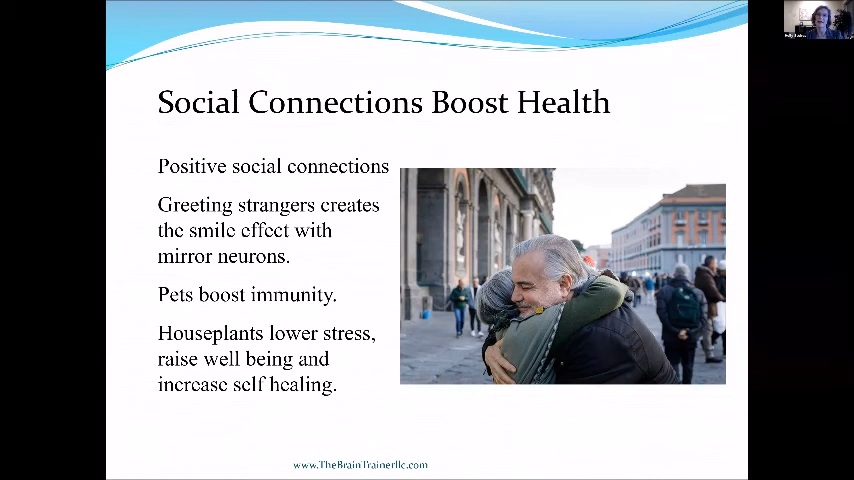 Social Connections Boost Health
Positive social connections
Greeting strangers creates
the smile effect with
mirror neurons.
Pets boost immunity.
Houseplants lower stress,
raise well being and
increase self healing.
www.TheBrainTrainerllc.com